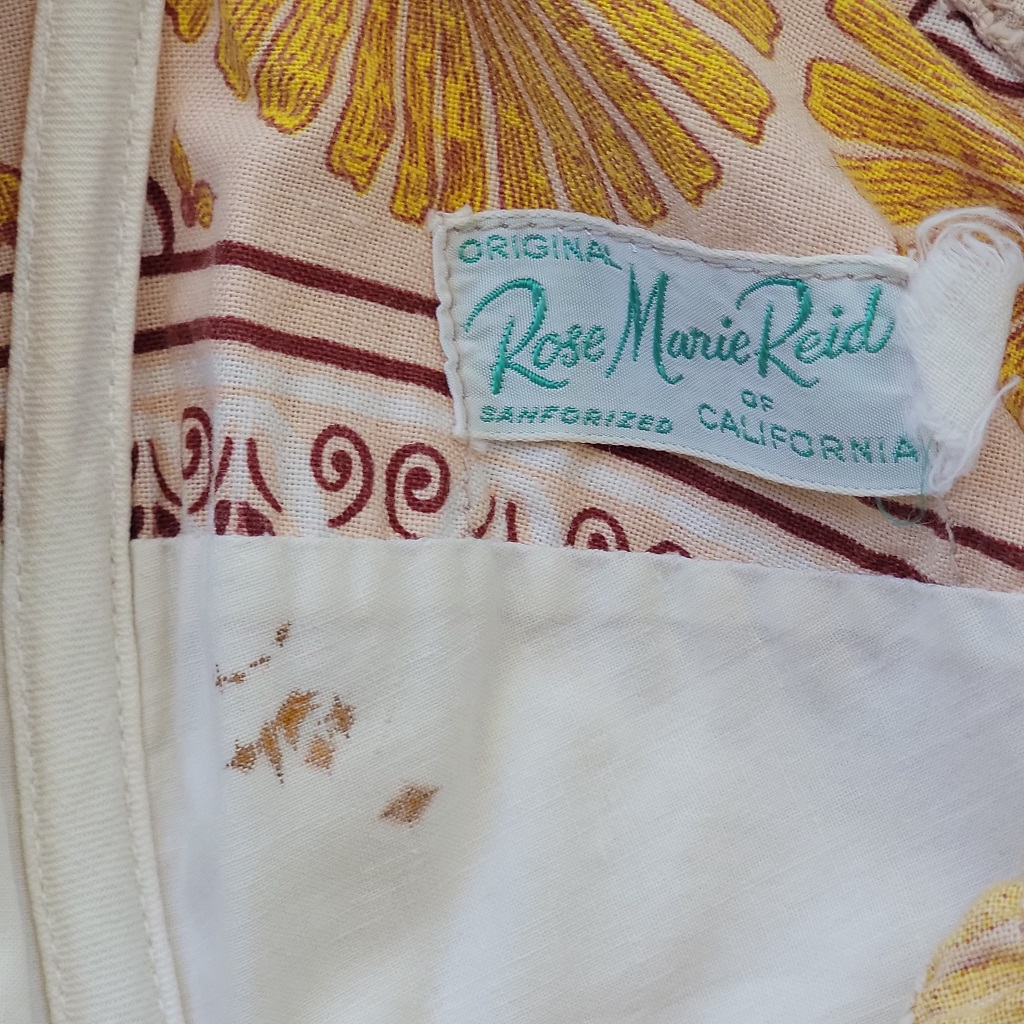 ORIGINAL
Rose Marie Reid
SANFORIZED OF CALIFORNIA